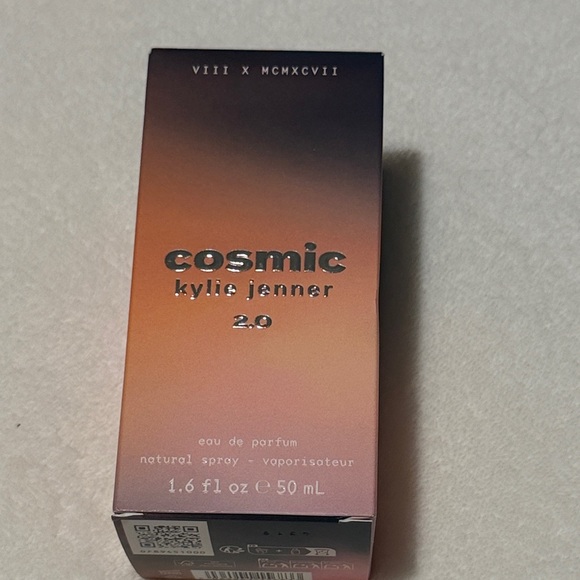 VIII X MCMXCVII
cosmic
kylie jenner
2.0
eau de parfum
natural spray - vaporisateur
1.6 fl oz ℮ 50 mL